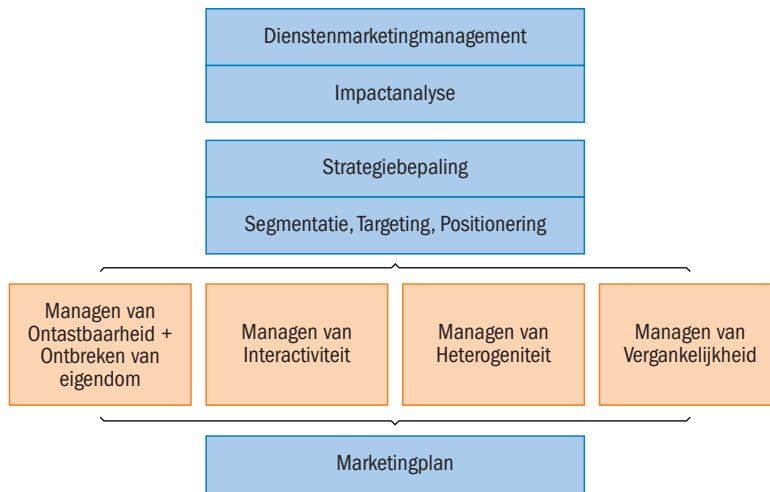 Dienstenmarketingmanagement
Impactanalyse
Strategiebepaling
Segmentatie, Targeting, Positionering
Managen van
Ontastbaarheid +
Ontbreken van
eigendom
Managen van
Interactiviteit
Managen van
Heterogeniteit
Managen van
Vergankelijkheid
Marketingplan